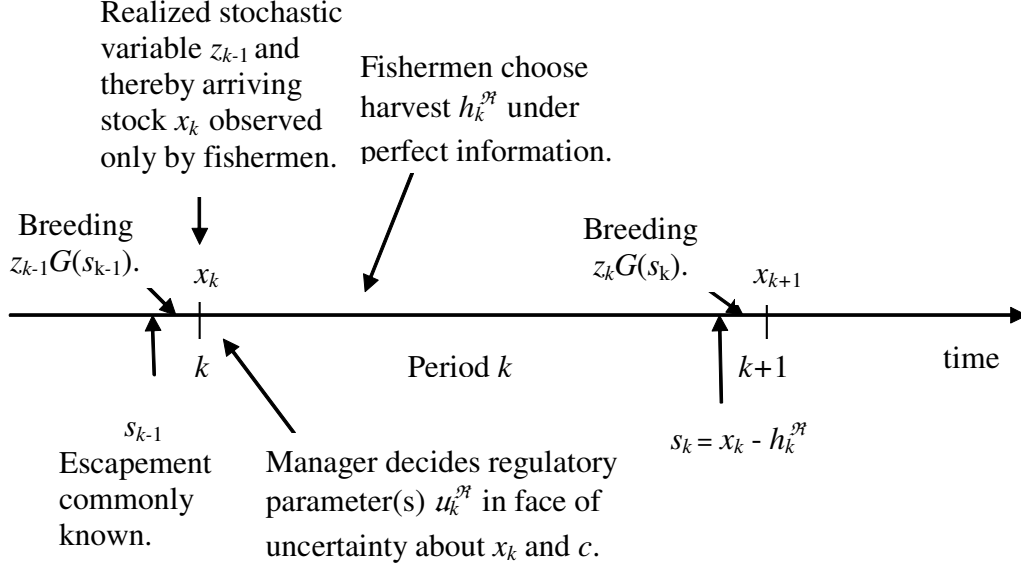 Realized stochastic
variable z_{k-1} and
thereby arriving
stock x_k observed
only by fishermen.
Fishermen choose
harvest h_k^ℜ under
perfect information.
Breeding
z_{k-1}G(s_{k-1}).
Breeding
z_kG(s_k).
x_k
x_{k+1}
k
Period k
k+1
time
s_{k-1}
Escapement
commonly
known.
Manager decides regulatory
parameter(s) u_k^ℜ in face of
uncertainty about x_k and c.
s_k = x_k - h_k^ℜ